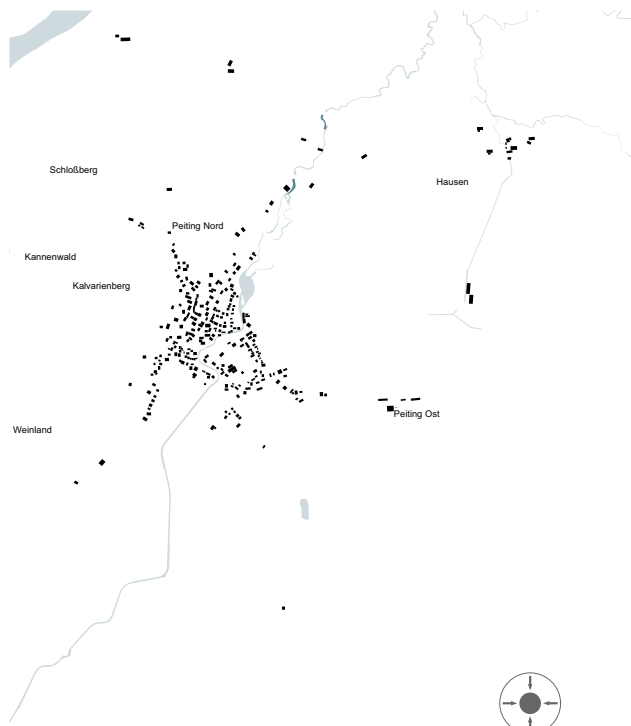 Schloßberg
Hausen
Peiting Nord
Kannenwald
Kalvarienberg
Peiting Ost
Weinland